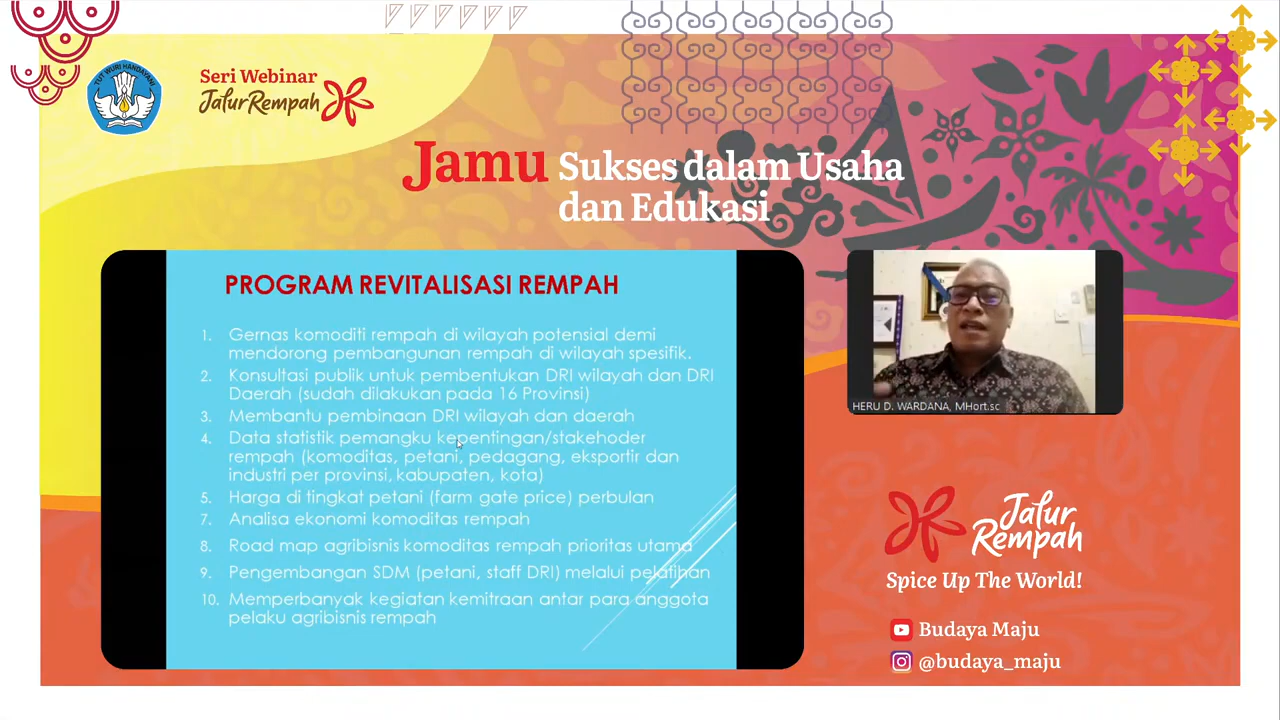 TUT WURI HANDAYANI
Seri Webinar
Jalur Rempah
Jamu Sukses dalam Usaha
dan Edukasi
PROGRAM REVITALISASI REMPAH
1. Gernas komoditi rempah di wilayah potensial demi
mendorong pembangunan rempah di wilayah spesifik.
2. Konsultasi publik untuk pembentukan DRI wilayah dan DRI
Daerah (sudah dilakukan pada 16 Provinsi)
3. Membantu pembinaan DRI wilayah dan daerah
4. Data statistik pemangku kepentingan/stakehoder
rempah (komoditas, petani, pedagang, eksportir dan
industri per provinsi, kabupaten, kota)
5. Harga di tingkat petani (farm gate price) perbulan
7. Analisa ekonomi komoditas rempah
8. Road map agribisnis komoditas rempah prioritas utama
9. Pengembangan SDM (petani, staff DRI) melalui pelatihan
10. Memperbanyak kegiatan kemitraan antar para anggota
pelaku agribisnis rempah
HERU D. WARDANA, MHort.sc
Jalur
Rempah
Spice Up The World!
Budaya Maju
@budaya_maju